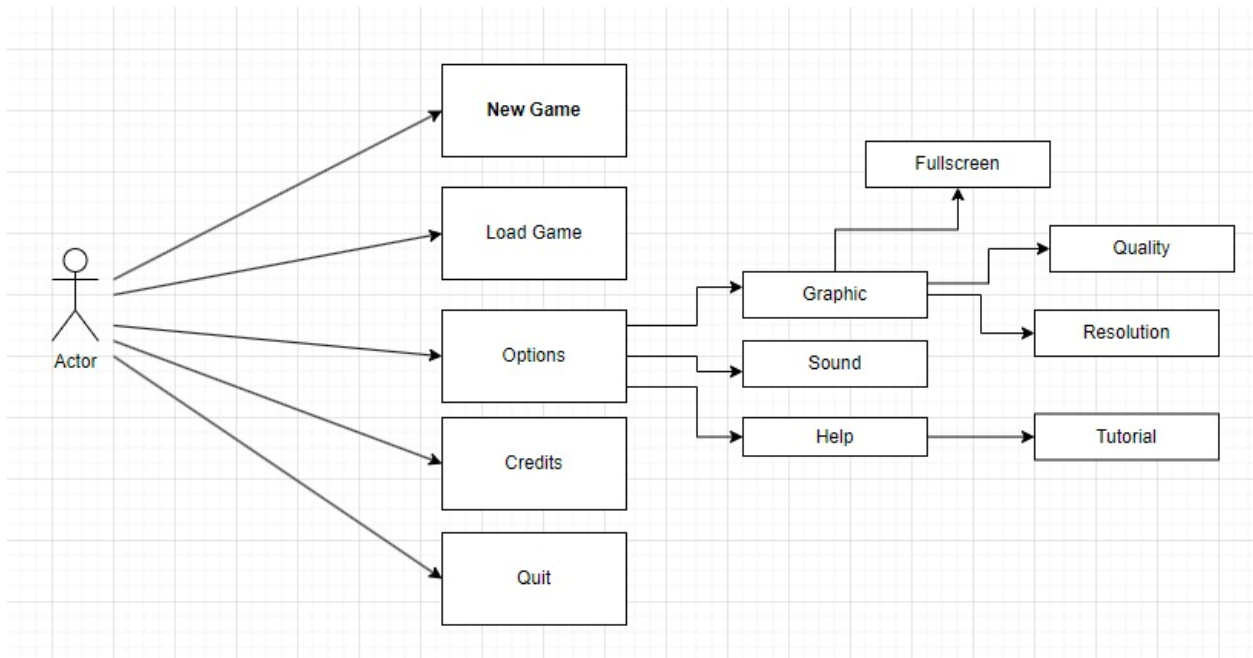 New Game
Fullscreen
Load Game
Quality
Graphic
Resolution
Actor
Options
Sound
Help
Tutorial
Credits
Quit